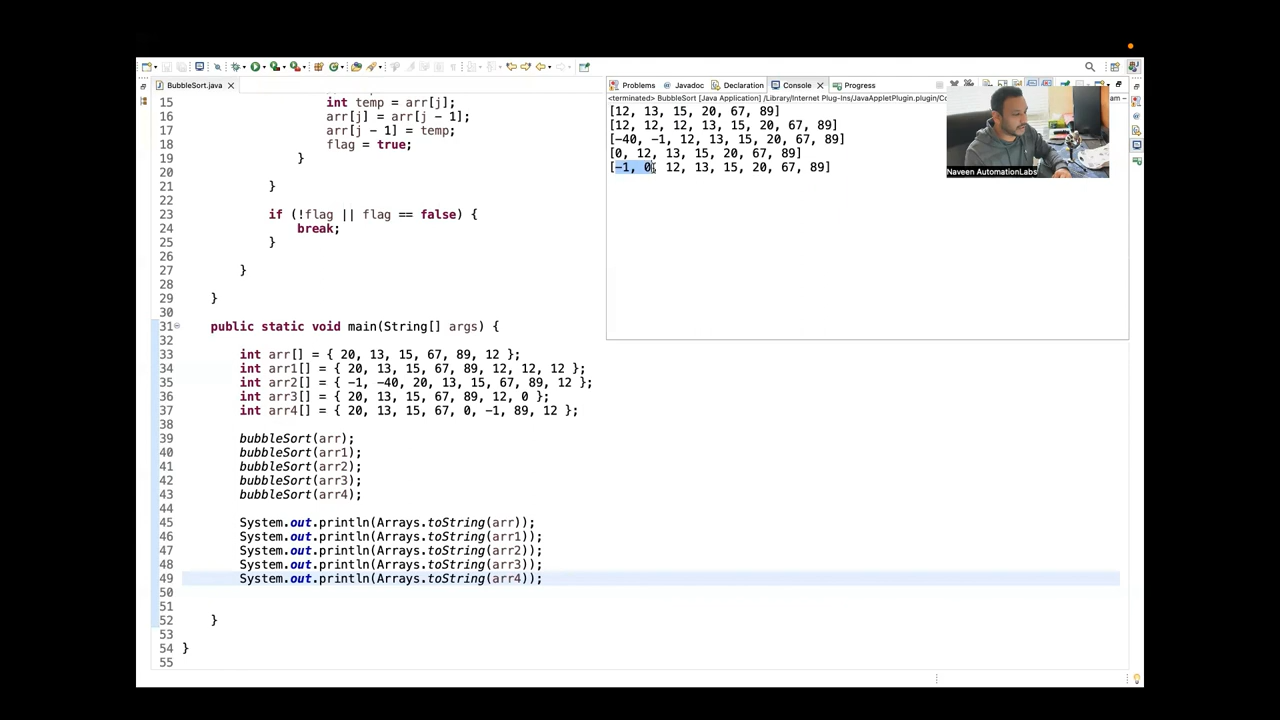 BubbleSort.java
15 int temp = arr[j];
16 arr[j] = arr[j - 1];
17 arr[j - 1] = temp;
18 flag = true;
19 }
20
21 }
22
23 if (!flag || flag == false) {
24 break;
25 }
26
27 }
28
29 }
30
31 public static void main(String[] args) {
32
33 int arr[] = { 20, 13, 15, 67, 89, 12 };
34 int arr1[] = { 20, 13, 15, 67, 89, 12, 12, 12 };
35 int arr2[] = { -1, -40, 20, 13, 15, 67, 89, 12 };
36 int arr3[] = { 20, 13, 15, 67, 89, 12, 0 };
37 int arr4[] = { 20, 13, 15, 67, 0, -1, 89, 12 };
38
39 bubbleSort(arr);
40 bubbleSort(arr1);
41 bubbleSort(arr2);
42 bubbleSort(arr3);
43 bubbleSort(arr4);
44
45 System.out.println(Arrays.toString(arr));
46 System.out.println(Arrays.toString(arr1));
47 System.out.println(Arrays.toString(arr2));
48 System.out.println(Arrays.toString(arr3));
49 System.out.println(Arrays.toString(arr4));
50
51
52 }
53
54 }
55
Problems @ Javadoc Declaration Console Progress
<terminated> BubbleSort [Java Application] /Library/Internet Plug-Ins/JavaAppletPlugin.plugin/Co
[12, 13, 15, 20, 67, 89]
[12, 12, 12, 13, 15, 20, 67, 89]
[-40, -1, 12, 13, 15, 20, 67, 89]
[0, 12, 13, 15, 20, 67, 89]
[-1, 0, 12, 13, 15, 20, 67, 89]
Naveen AutomationLabs